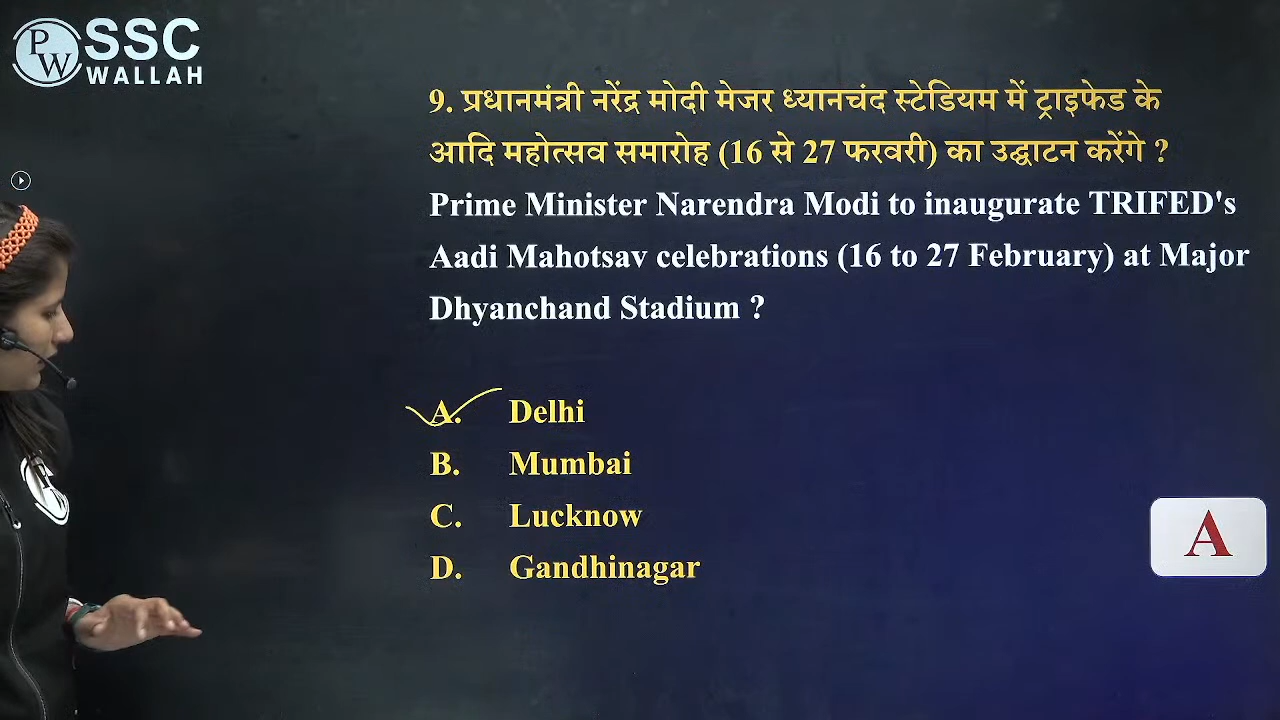 PW SSC
WALLAH
9. प्रधानमंत्री नरेंद्र मोदी मेजर ध्यानचंद स्टेडियम में ट्राइफेड के
आदि महोत्सव समारोह (16 से 27 फरवरी) का उद्घाटन करेंगे ?
Prime Minister Narendra Modi to inaugurate TRIFED's
Aadi Mahotsav celebrations (16 to 27 February) at Major
Dhyanchand Stadium ?
A. Delhi
B. Mumbai
C. Lucknow
D. Gandhinagar
A